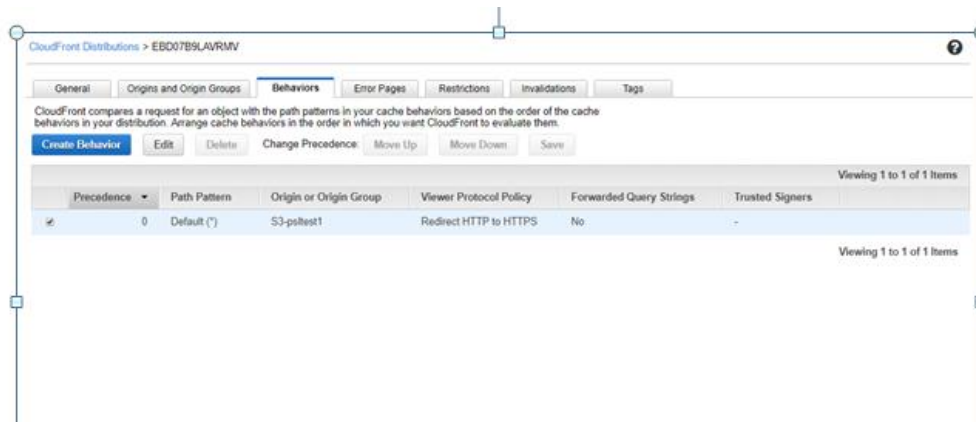 CloudFront Distributions > EBD07B9LAVRMV
General Origins and Origin Groups Behaviors Error Pages Restrictions Invalidations Tags
CloudFront compares a request for an object with the path patterns in your cache behaviors based on the order of the cache
behaviors in your distribution. Arrange cache behaviors in the order in which you want CloudFront to evaluate them.
Create Behavior Edit Delete Change Precedence: Move Up Move Down Save
Viewing 1 to 1 of 1 Items
Precedence Path Pattern Origin or Origin Group Viewer Protocol Policy Forwarded Query Strings Trusted Signers
0 Default (*) S3-psltest1 Redirect HTTP to HTTPS No -
Viewing 1 to 1 of 1 Items